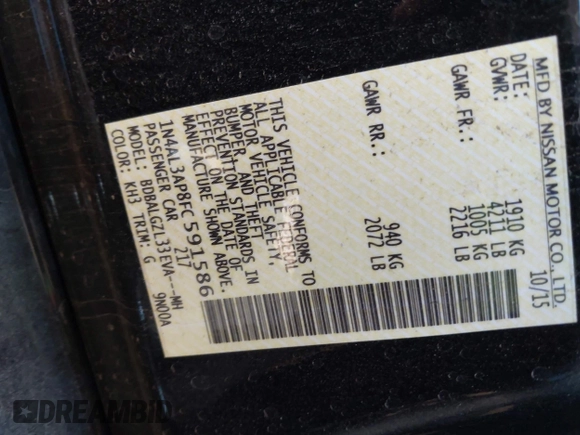 MFD BY NISSAN MOTOR CO., LTD.
DATE: 10/15
GVWR: 1910 KG
4211 LB
GAWR FR.: 1005 KG
2216 LB
GAWR RR.: 940 KG
2072 LB
THIS VEHICLE CONFORMS TO
ALL APPLICABLE FEDERAL
MOTOR VEHICLE SAFETY,
BUMPER, AND THEFT
PREVENTION STANDARDS IN
EFFECT ON THE DATE OF
MANUFACTURE SHOWN ABOVE.
1N4AL3AP8FC591586
PASSENGER CAR 217
MODEL: BDBALGZL33EVA---MH
COLOR: KH3 TRIM: G 9N00A
DREAMBID